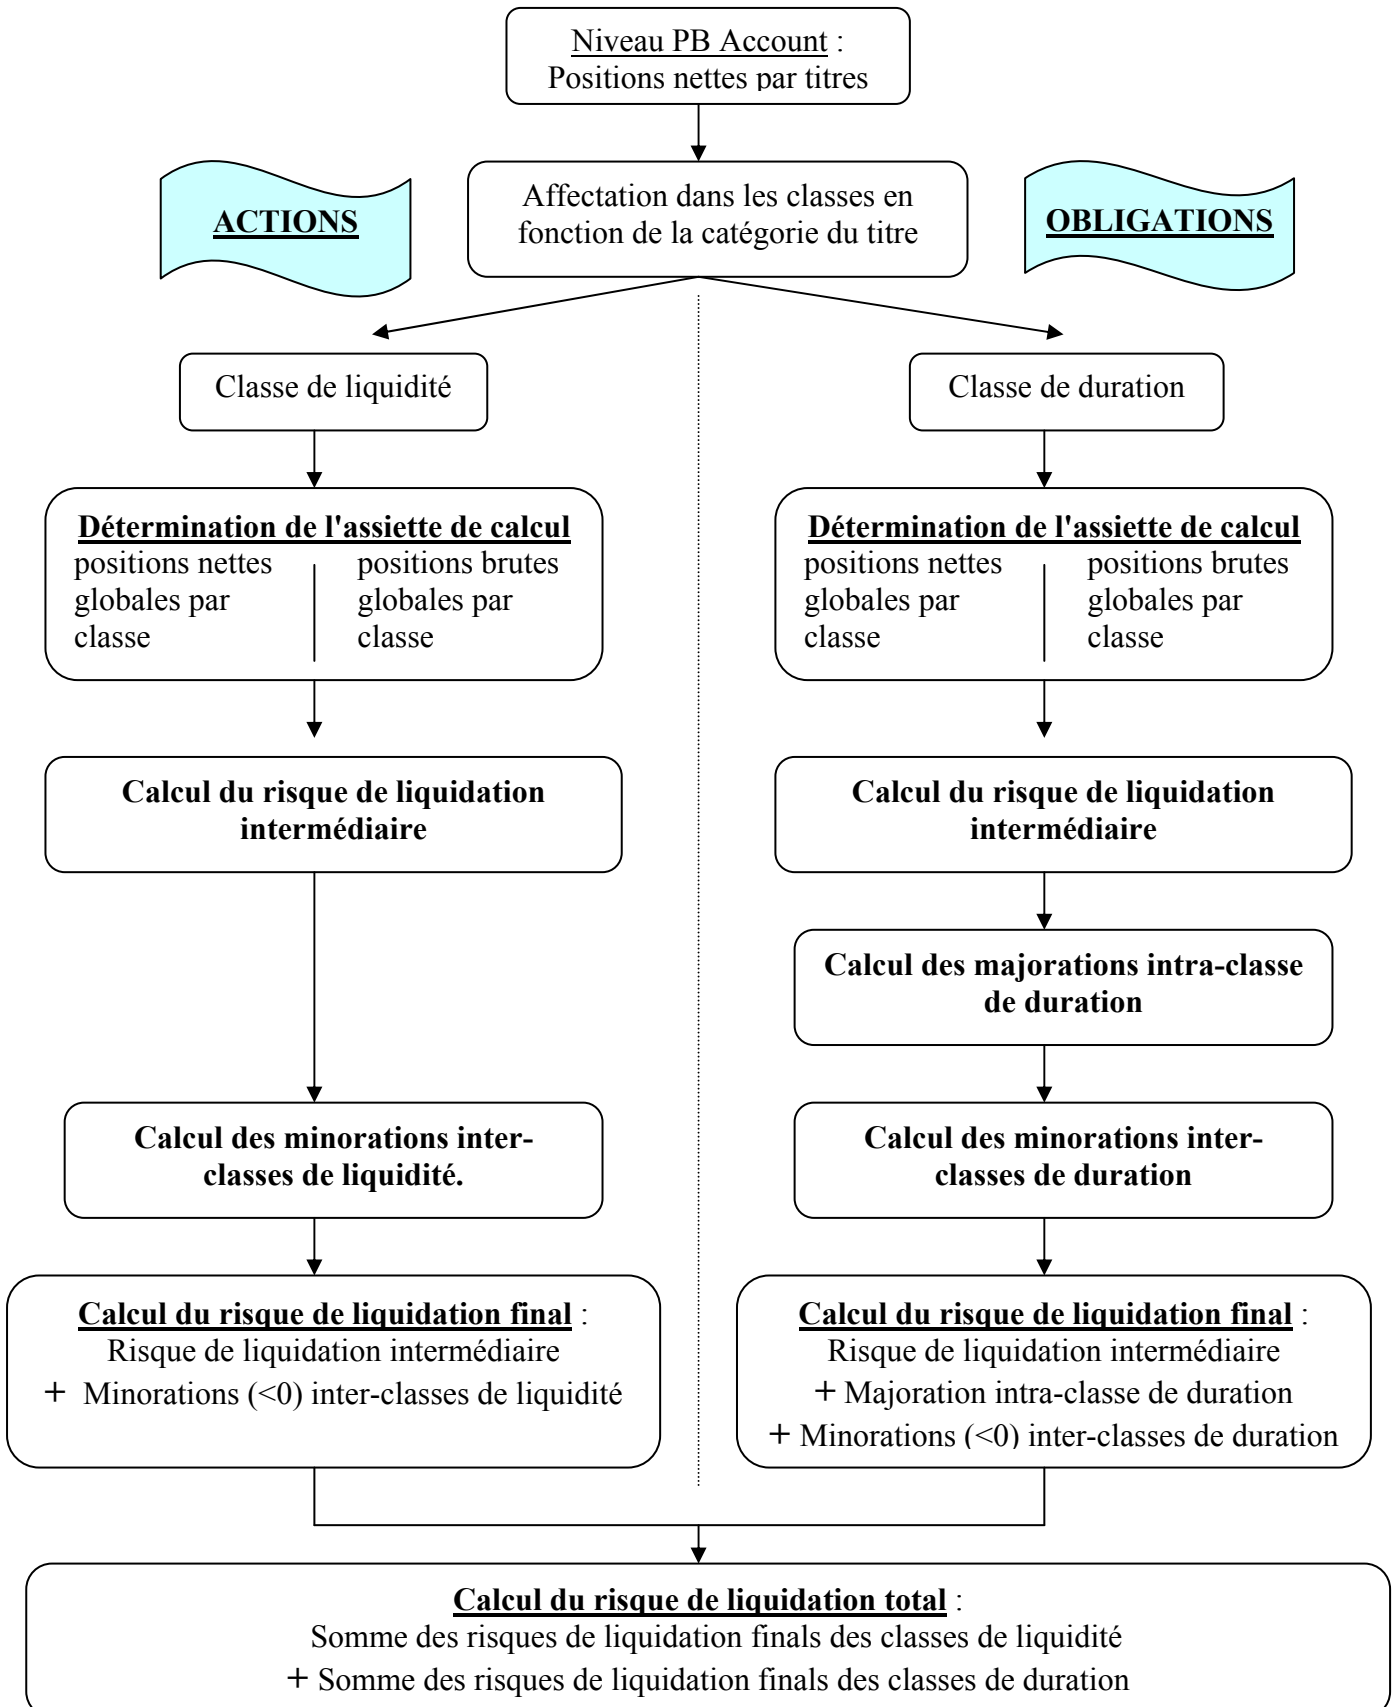 Niveau PB Account :
Positions nettes par titres
ACTIONS
Affectation dans les classes en
fonction de la catégorie du titre
OBLIGATIONS
Classe de liquidité
Classe de duration
Détermination de l'assiette de calcul
positions nettes
globales par
classe
positions brutes
globales par
classe
Détermination de l'assiette de calcul
positions nettes
globales par
classe
positions brutes
globales par
classe
Calcul du risque de liquidation
intermédiaire
Calcul du risque de liquidation
intermédiaire
Calcul des majorations intra-classe
de duration
Calcul des minorations inter-
classes de liquidité.
Calcul des minorations inter-
classes de duration
Calcul du risque de liquidation final :
Risque de liquidation intermédiaire
+ Minorations (<0) inter-classes de liquidité
Calcul du risque de liquidation final :
Risque de liquidation intermédiaire
+ Majoration intra-classe de duration
+ Minorations (<0) inter-classes de duration
Calcul du risque de liquidation total :
Somme des risques de liquidation finals des classes de liquidité
+ Somme des risques de liquidation finals des classes de duration